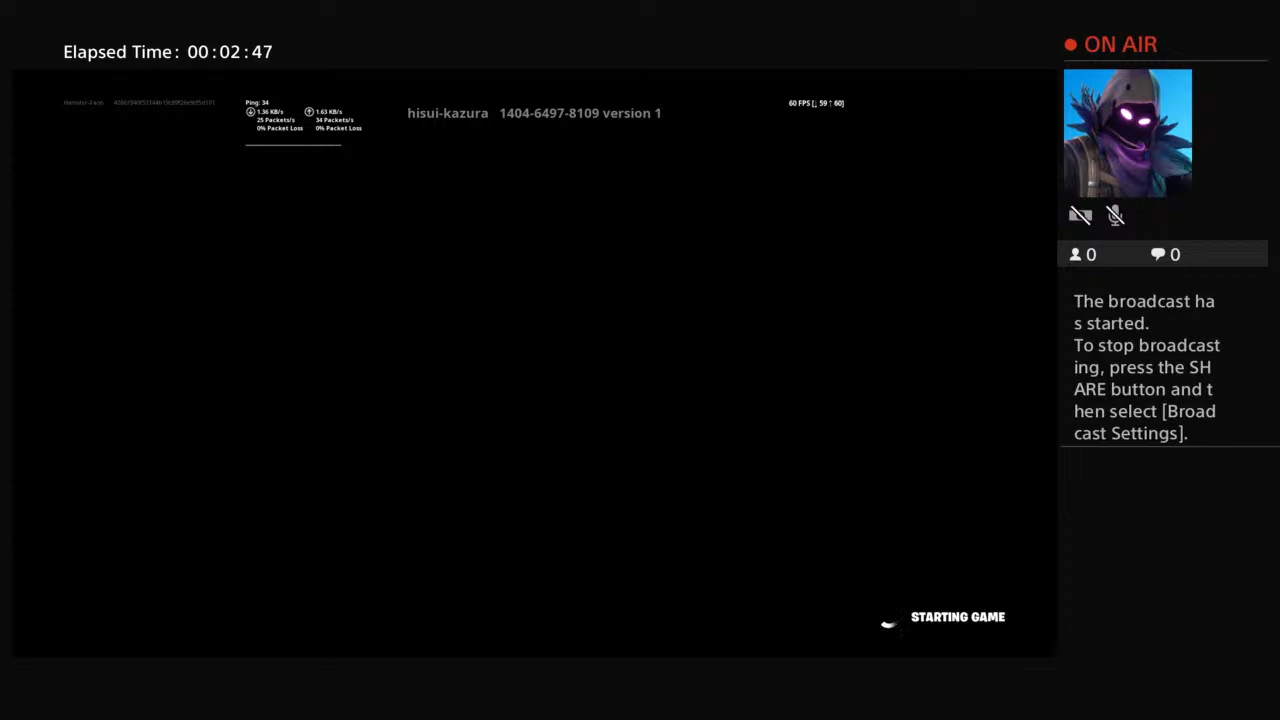 Elapsed Time: 00:02:47
ON AIR
Ping: 34
1.36 KB/s 1.63 KB/s
25 Packets/s 34 Packets/s
0% Packet Loss 0% Packet Loss
hisui-kazura 1404-6497-8109 version 1
60 FPS [↓ 59 ↑ 60]
0 0
The broadcast ha
s started.
To stop broadcast
ing, press the SH
ARE button and t
hen select [Broad
cast Settings].
STARTING GAME